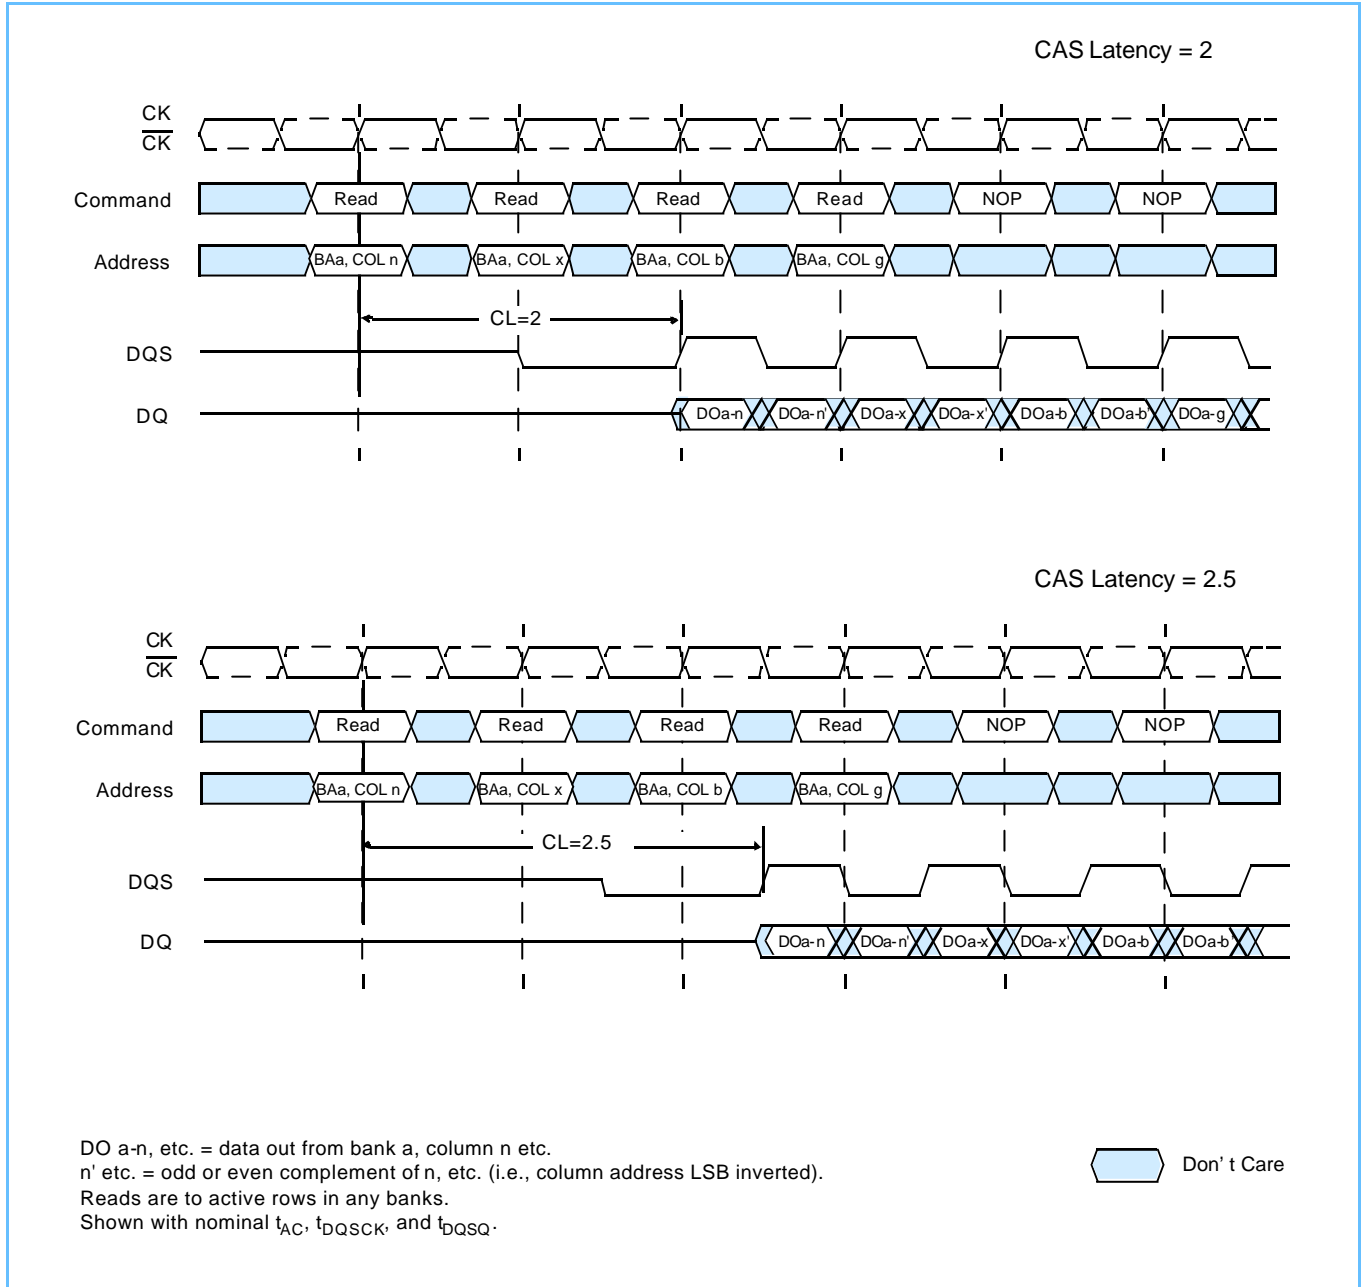 CAS Latency = 2
CK
CK
Command
Read
Read
Read
Read
NOP
NOP
Address
BAa, COL n
BAa, COL x
BAa, COL b
BAa, COL g
CL=2
DQS
DQ
DOa-n
DOa-n'
DOa-x
DOa-x'
DOa-b
DOa-b'
DOa-g
CAS Latency = 2.5
CK
CK
Command
Read
Read
Read
Read
NOP
NOP
Address
BAa, COL n
BAa, COL x
BAa, COL b
BAa, COL g
CL=2.5
DQS
DQ
DOa-n
DOa-n'
DOa-x
DOa-x'
DOa-b
DOa-b'
DO a-n, etc. = data out from bank a, column n etc.
n' etc. = odd or even complement of n, etc. (i.e., column address LSB inverted).
Reads are to active rows in any banks.
Shown with nominal tAC, tDQSCK, and tDQSQ.
Don' t Care